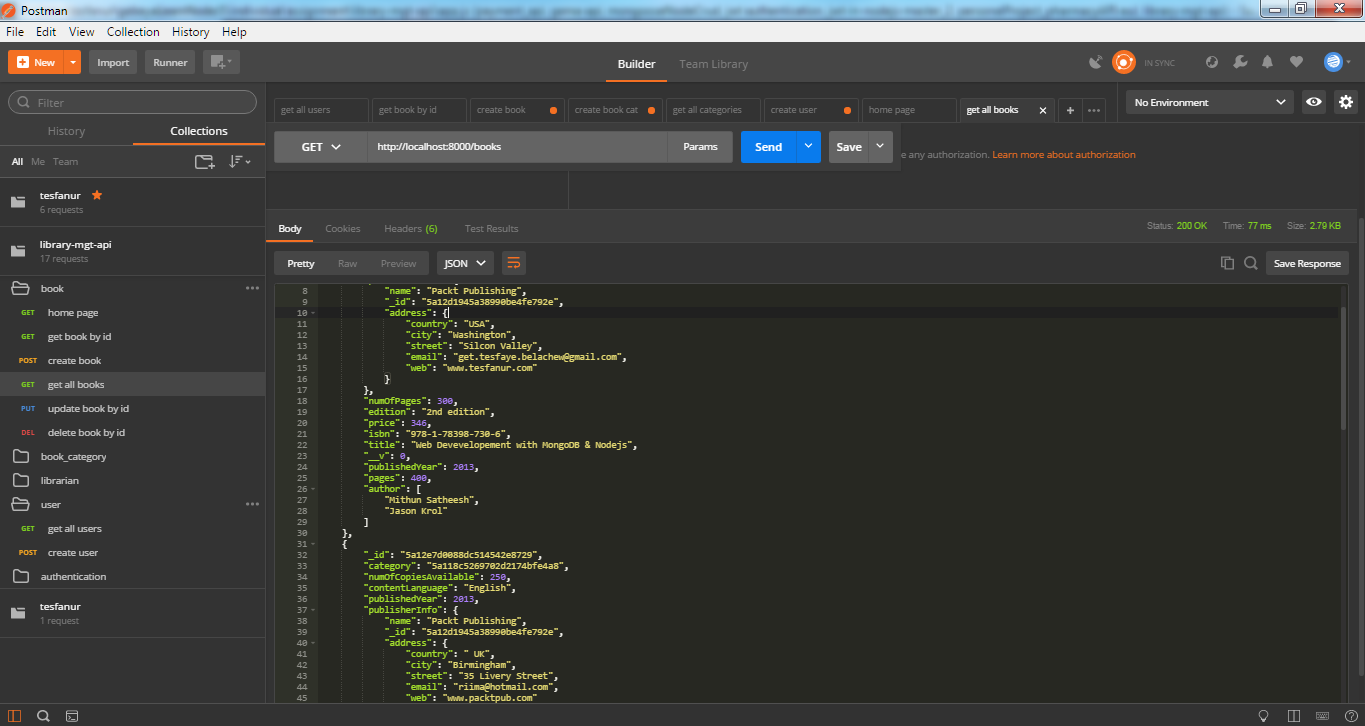 Postman
File Edit View Collection History Help
New Import Runner Builder Team Library IN SYNC
Filter
History Collections
All Me Team
tesfanur
6 requests
library-mgt-api
17 requests
book
GET home page
GET get book by id
POST create book
GET get all books
PUT update book by id
DEL delete book by id
book_category
librarian
user
GET get all users
POST create user
authentication
tesfanur
1 request
get all users get book by id create book create book cat get all categories create user home page get all books No Environment
GET http://localhost:8000/books Params Send Save
e any authorization. Learn more about authorization
Body Cookies Headers (6) Test Results Status: 200 OK Time: 77 ms Size: 2.79 KB
Pretty Raw Preview JSON Save Response
8 "name": "Packt Publishing",
9 "_id": "5a12d1945a38990be4fe792e",
10 "address": {
11 "country": "USA",
12 "city": "Washington",
13 "street": "Silcon Valley",
14 "email": "get.tesfaye.belachew@gmail.com",
15 "web": "www.tesfanur.com"
16 }
17 },
18 "numOfPages": 300,
19 "edition": "2nd edition",
20 "price": 346,
21 "isbn": "978-1-78398-730-6",
22 "title": "Web Devevelopement with MongoDB & Nodejs",
23 "__v": 0,
24 "publishedYear": 2013,
25 "pages": 400,
26 "author": [
27 "Mithun Satheesh",
28 "Jason Krol"
29 ]
30 },
31 {
32 "_id": "5a12e7d0088dc514542e8729",
33 "category": "5a118c5269702d2174bfe4a8",
34 "numOfCopiesAvailable": 250,
35 "contentLanguage": "English",
36 "publishedYear": 2013,
37 "publisherInfo": {
38 "name": "Packt Publishing",
39 "_id": "5a12d1945a38990be4fe792e",
40 "address": {
41 "country": " UK",
42 "city": "Birmingham",
43 "street": "35 Livery Street",
44 "email": "riima@hotmail.com",
45 "web": "www.packtpub.com"